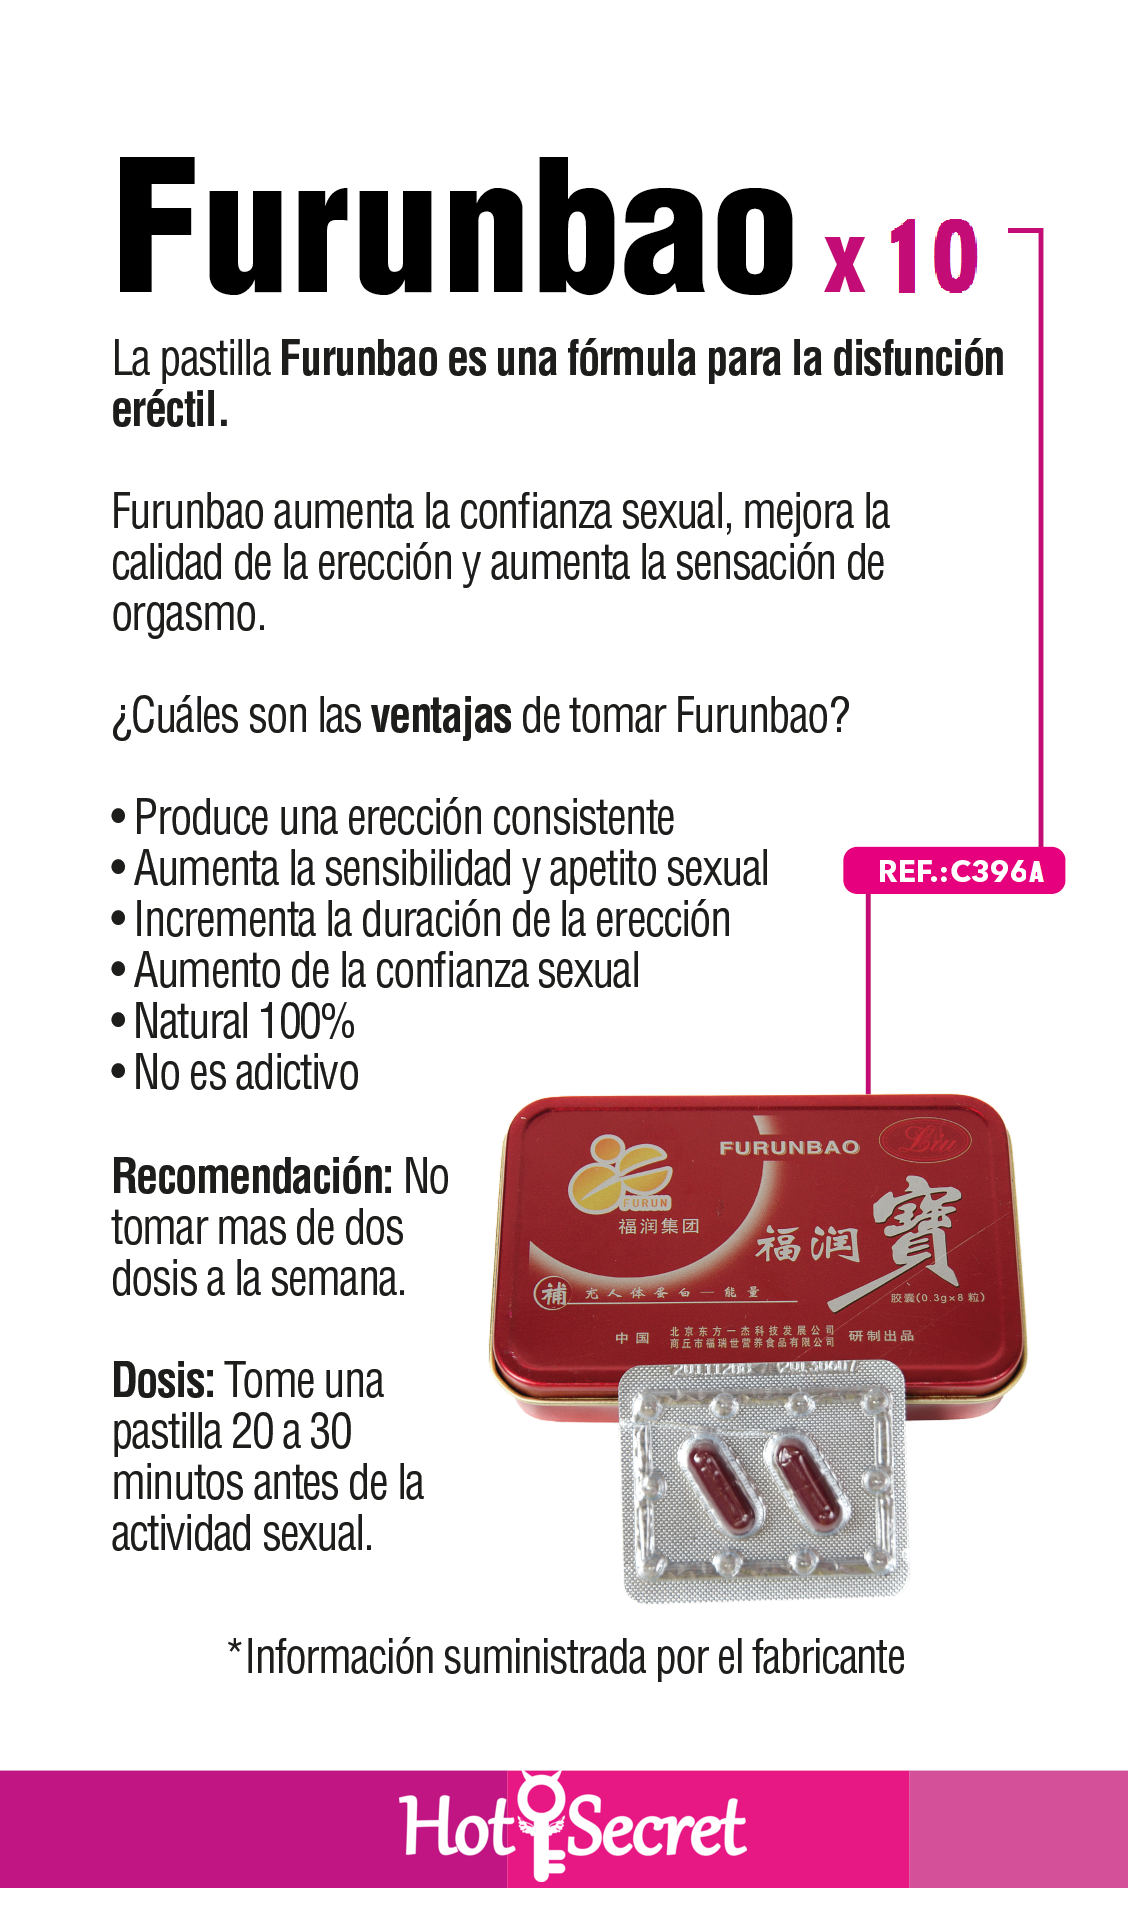 Furunbao x 10
La pastilla Furunbao es una fórmula para la disfunción
eréctil.
Furunbao aumenta la confianza sexual, mejora la
calidad de la erección y aumenta la sensación de
orgasmo.
¿Cuáles son las ventajas de tomar Furunbao?
• Produce una erección consistente
• Aumenta la sensibilidad y apetito sexual
• Incrementa la duración de la erección
• Aumento de la confianza sexual
• Natural 100%
• No es adictivo
REF.:C396A
Recomendación: No
tomar mas de dos
dosis a la semana.
Dosis: Tome una
pastilla 20 a 30
minutos antes de la
actividad sexual.
FURUNBAO
Liu
FURUN
福润集团
福润寶
補充人体蛋白一能量
胶囊(0.3g×8粒)
中国
北京东方一杰科技发展公司
商丘市福瑞世营养食品有限公司
研制出品
*Información suministrada por el fabricante
Hot Secret